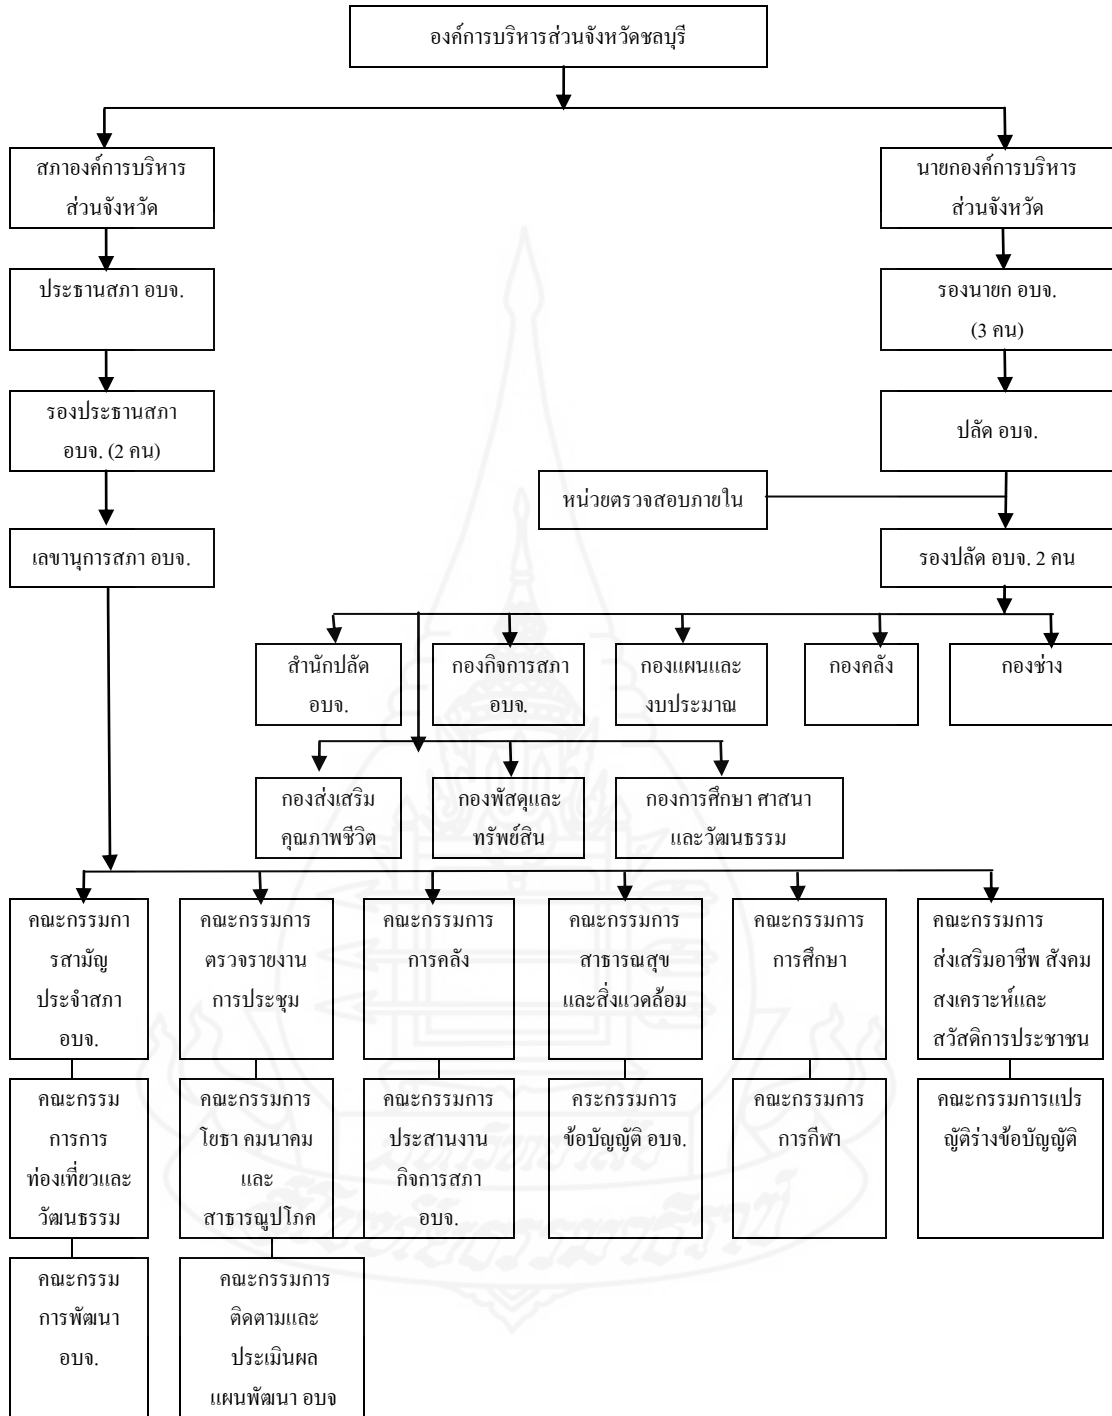 องค์การบริหารส่วนจังหวัดชลบุรี
สภาองค์การบริหาร
ส่วนจังหวัด
นายกองค์การบริหาร
ส่วนจังหวัด
ประธานสภา อบจ.
รองนายก อบจ.
(3 คน)
รองประธานสภา
อบจ. (2 คน)
ปลัด อบจ.
หน่วยตรวจสอบภายใน
เลขานุการสภา อบจ.
รองปลัด อบจ. 2 คน
สำนักปลัด
อบจ.
กองกิจการสภา
อบจ.
กองแผนและ
งบประมาณ
กองคลัง
กองช่าง
กองส่งเสริม
คุณภาพชีวิต
กองพัสดุและ
ทรัพย์สิน
กองการศึกษา ศาสนา
และวัฒนธรรม
คณะกรรมกา
รสามัญ
ประจำสภา
อบจ.
คณะกรรมการ
ตรวจรายงาน
การประชุม
คณะกรรมการ
การคลัง
คณะกรรมการ
สาธารณสุข
และสิ่งแวดล้อม
คณะกรรมการ
การศึกษา
คณะกรรมการ
ส่งเสริมอาชีพ สังคม
สงเคราะห์และ
สวัสดิการประชาชน
คณะกรรม
การการ
ท่องเที่ยวและ
วัฒนธรรม
คณะกรรมการ
โยธา คมนาคม
และ
สาธารณูปโภค
คณะกรรมการ
ประสานงาน
กิจการสภา
อบจ.
คระกรรมการ
ข้อบัญญัติ อบจ.
คณะกรรมการ
การกีฬา
คณะกรรมการแปร
ญัติร่างข้อบัญญัติ
คณะกรรม
การพัฒนา
อบจ.
คณะกรรมการ
ติดตามและ
ประเมินผล
แผนพัฒนา อบจ
มหาวิทยาลัย
สุโขทัยธรรมาธิราช